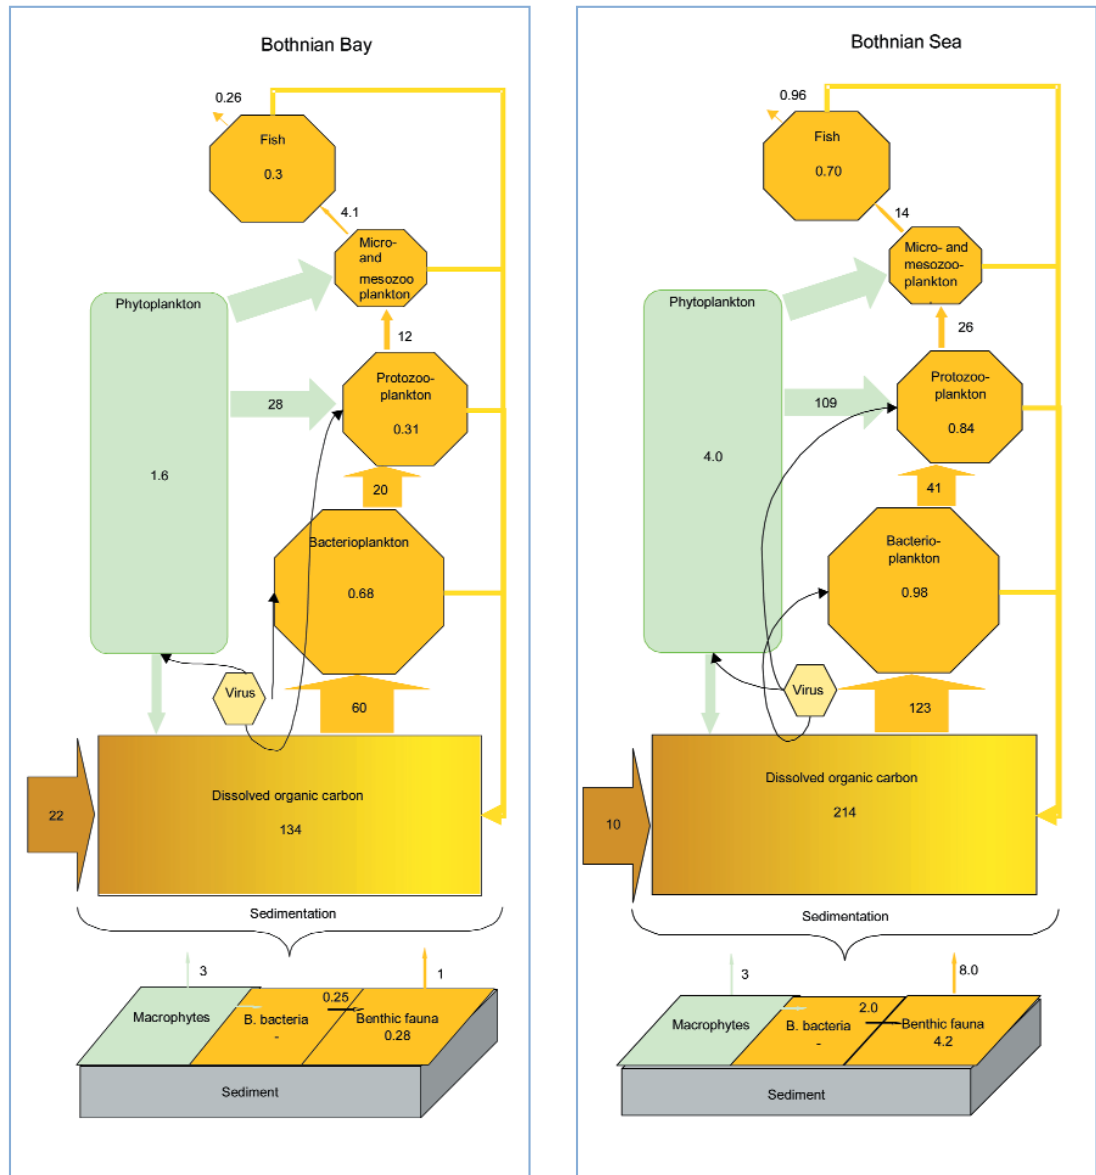 Bothnian Bay
0.26
Fish
0.3
4.1
Micro-
and
mesozoo
plankton
Phytoplankton
12
Protozoo-
plankton
28
0.31
1.6
20
Bacterioplankton
0.68
Virus
60
Dissolved organic carbon
22
134
Sedimentation
3
1
0.25
Macrophytes
B. bacteria
-
Benthic fauna
0.28
Sediment
Bothnian Sea
0.96
Fish
0.70
14
Micro- and
mesozoo-
plankton
Phytoplankton
26
Protozoo-
plankton
109
0.84
4.0
41
Bacterio-
plankton
0.98
Virus
123
Dissolved organic carbon
214
10
Sedimentation
3
8.0
2.0
Macrophytes
B. bacteria
-
Benthic fauna
4.2
Sediment